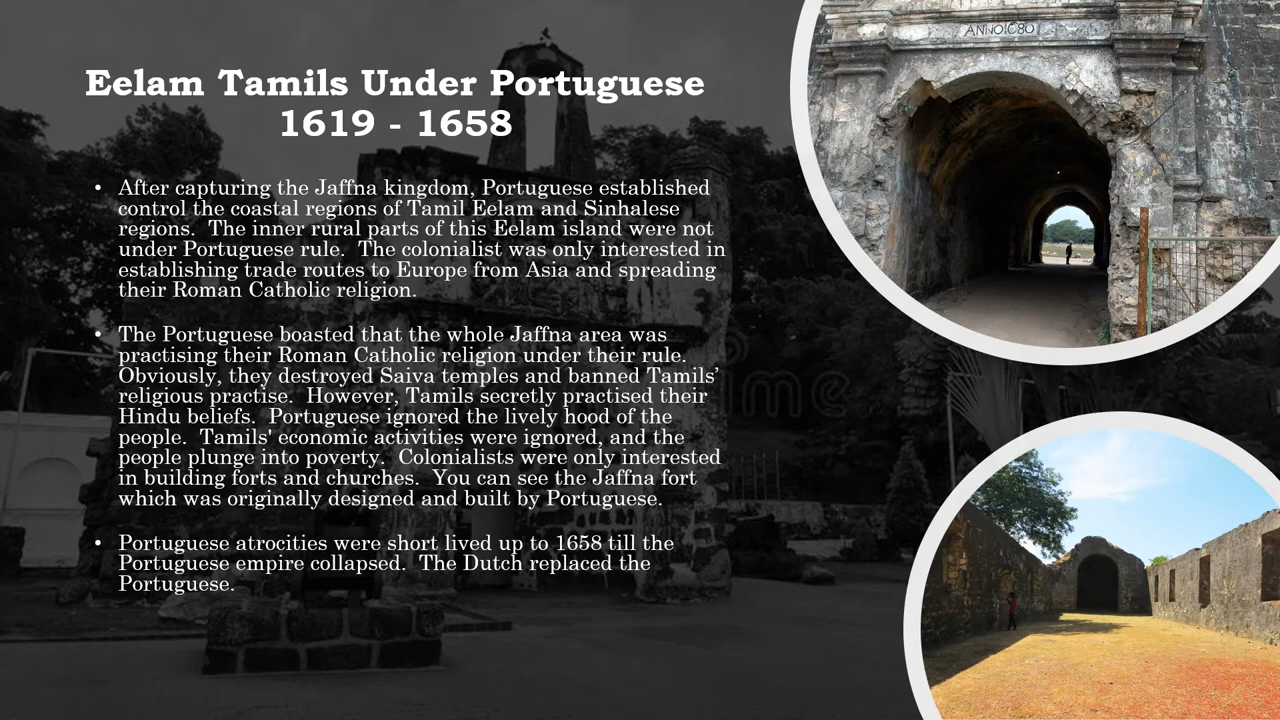 Eelam Tamils Under Portuguese
1619 - 1658
• After capturing the Jaffna kingdom, Portuguese established
control the coastal regions of Tamil Eelam and Sinhalese
regions.  The inner rural parts of this Eelam island were not
under Portuguese rule.  The colonialist was only interested in
establishing trade routes to Europe from Asia and spreading
their Roman Catholic religion.
• The Portuguese boasted that the whole Jaffna area was
practising their Roman Catholic religion under their rule.
Obviously, they destroyed Saiva temples and banned Tamils’
religious practise.  However, Tamils secretly practised their
Hindu beliefs.  Portuguese ignored the lively hood of the
people.  Tamils' economic activities were ignored, and the
people plunge into poverty.  Colonialists were only interested
in building forts and churches.  You can see the Jaffna fort
which was originally designed and built by Portuguese.
• Portuguese atrocities were short lived up to 1658 till the
Portuguese empire collapsed.  The Dutch replaced the
Portuguese.